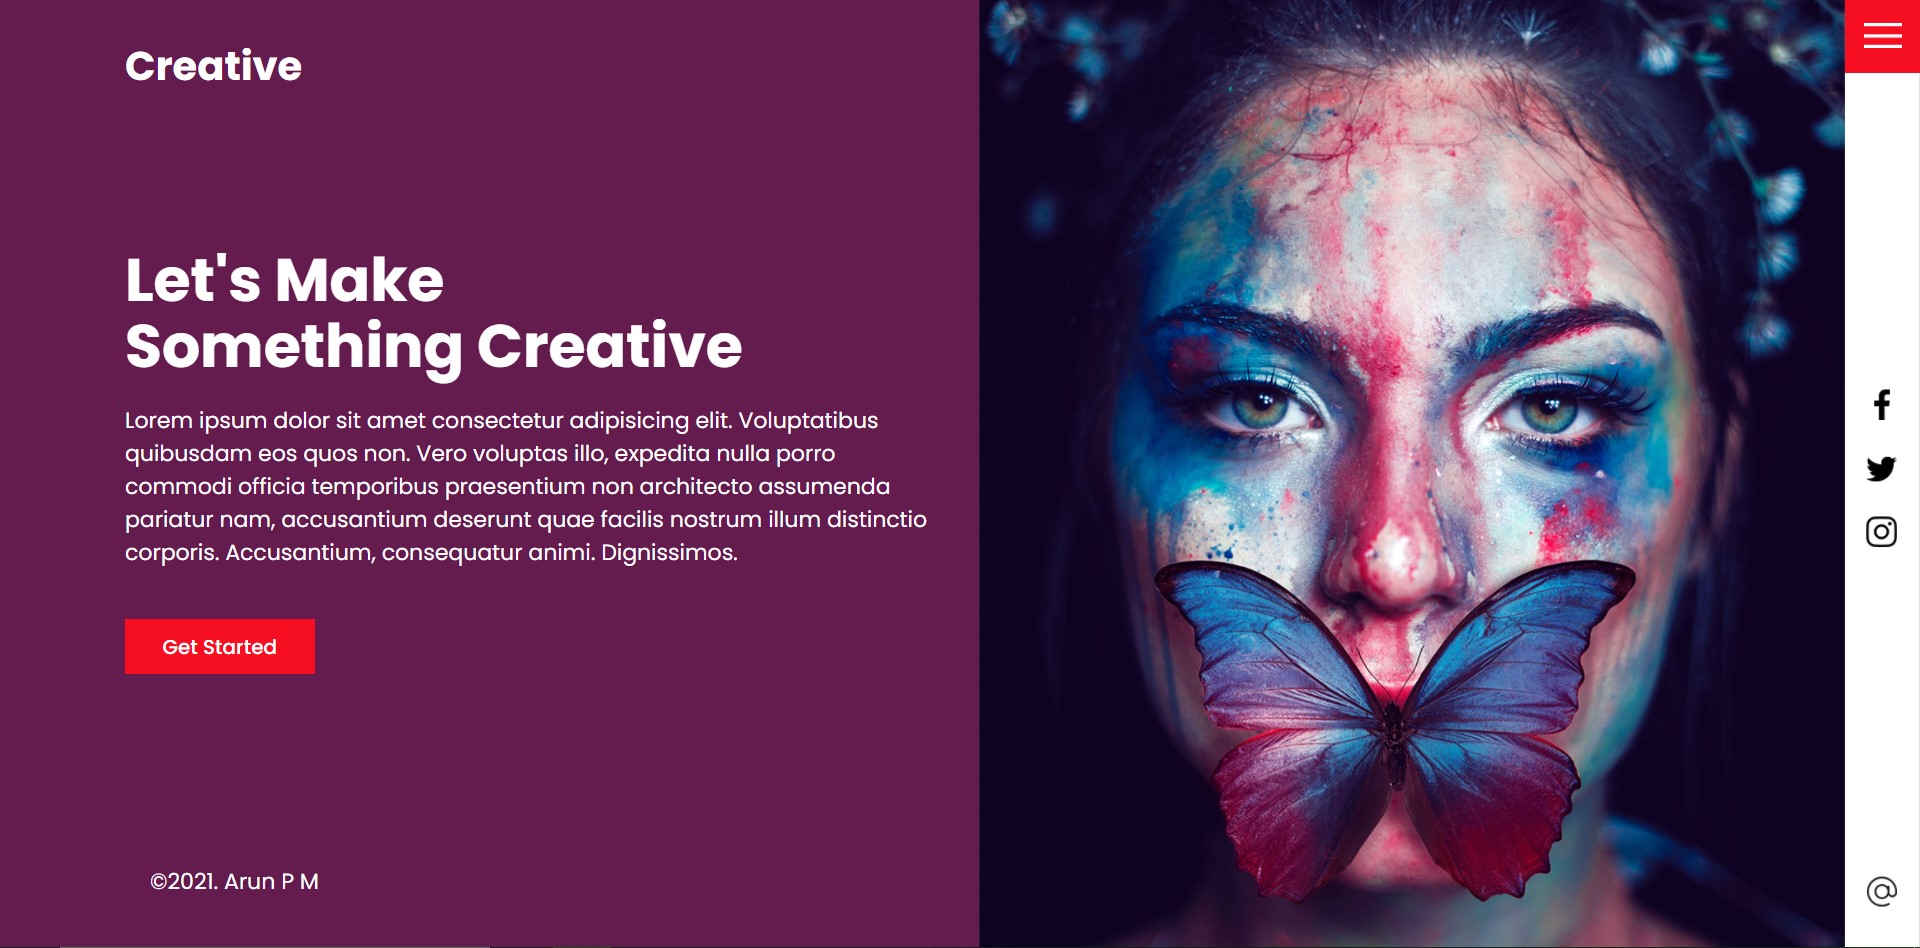 Creative
Let's Make
Something Creative
Lorem ipsum dolor sit amet consectetur adipisicing elit. Voluptatibus
quibusdam eos quos non. Vero voluptas illo, expedita nulla porro
commodi officia temporibus praesentium non architecto assumenda
pariatur nam, accusantium deserunt quae facilis nostrum illum distinctio
corporis. Accusantium, consequatur animi. Dignissimos.
Get Started
©2021. Arun P M
@